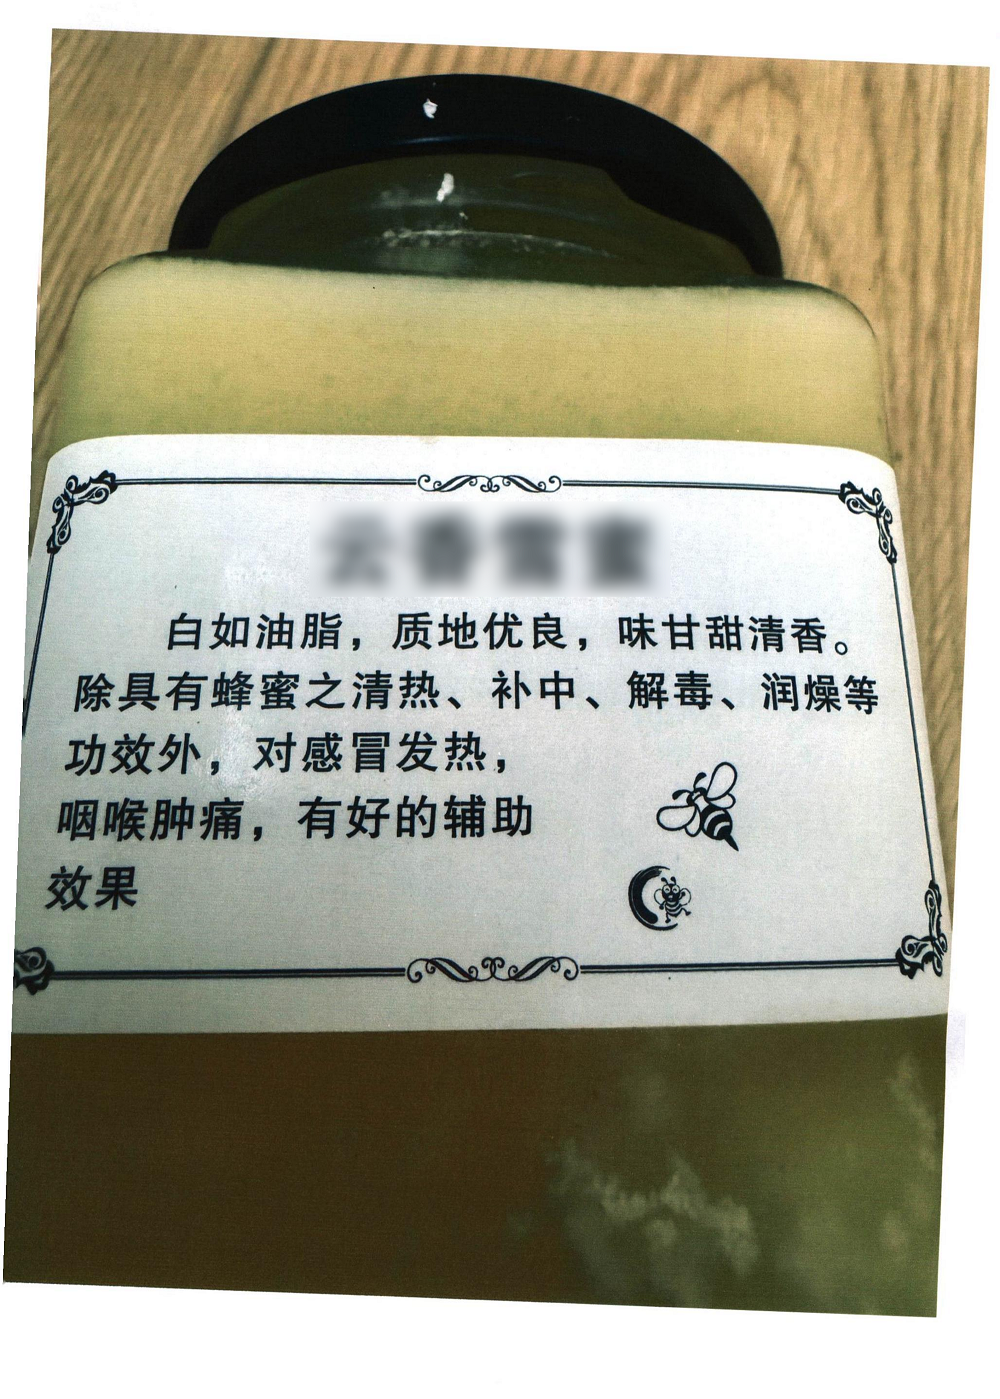 白如油脂，质地优良，味甘甜清香。
除具有蜂蜜之清热、补中、解毒、润燥等
功效外，对感冒发热，
咽喉肿痛，有好的辅助
效果